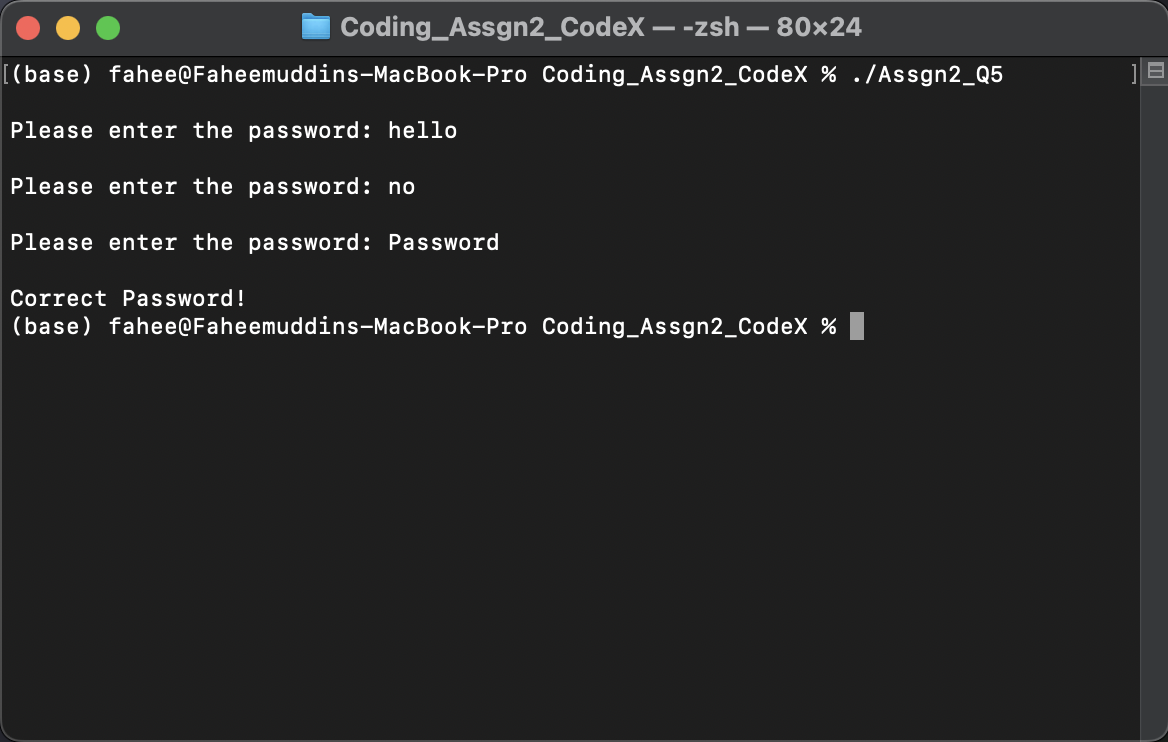 Coding_Assgn2_CodeX — -zsh — 80×24
[(base) fahee@Faheemuddins-MacBook-Pro Coding_Assgn2_CodeX % ./Assgn2_Q5 ]
Please enter the password: hello
Please enter the password: no
Please enter the password: Password
Correct Password!
(base) fahee@Faheemuddins-MacBook-Pro Coding_Assgn2_CodeX %